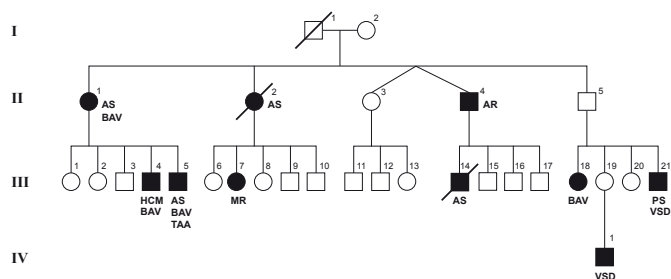 I 1 2
II 1 2 3 4 5
AS AS AR
BAV
III 1 2 3 4 5 6 7 8 9 10 11 12 13 14 15 16 17 18 19 20 21
HCM AS MR AS BAV PS
BAV BAV VSD
TAA
IV 1
VSD